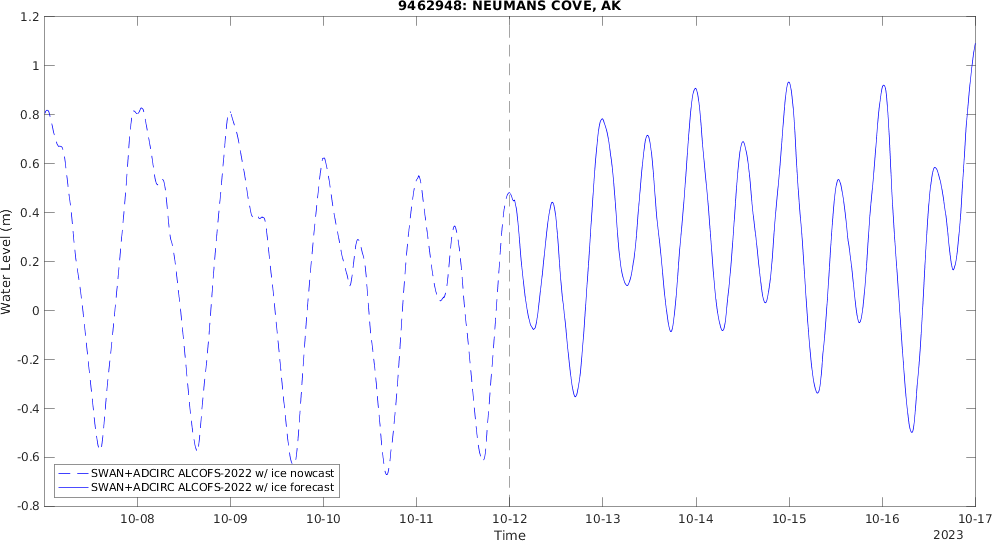 9462948: NEUMANS COVE, AK
Water Level (m)
1.2
1
0.8
0.6
0.4
0.2
0
-0.2
-0.4
-0.6
-0.8
SWAN+ADCIRC ALCOFS-2022 w/ ice nowcast
SWAN+ADCIRC ALCOFS-2022 w/ ice forecast
10-08 10-09 10-10 10-11 10-12 10-13 10-14 10-15 10-16 10-17
Time
2023